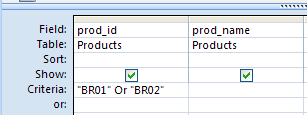 Field: prod_id prod_name
Table: Products Products
Sort:
Show:
Criteria: "BR01" Or "BR02"
or: